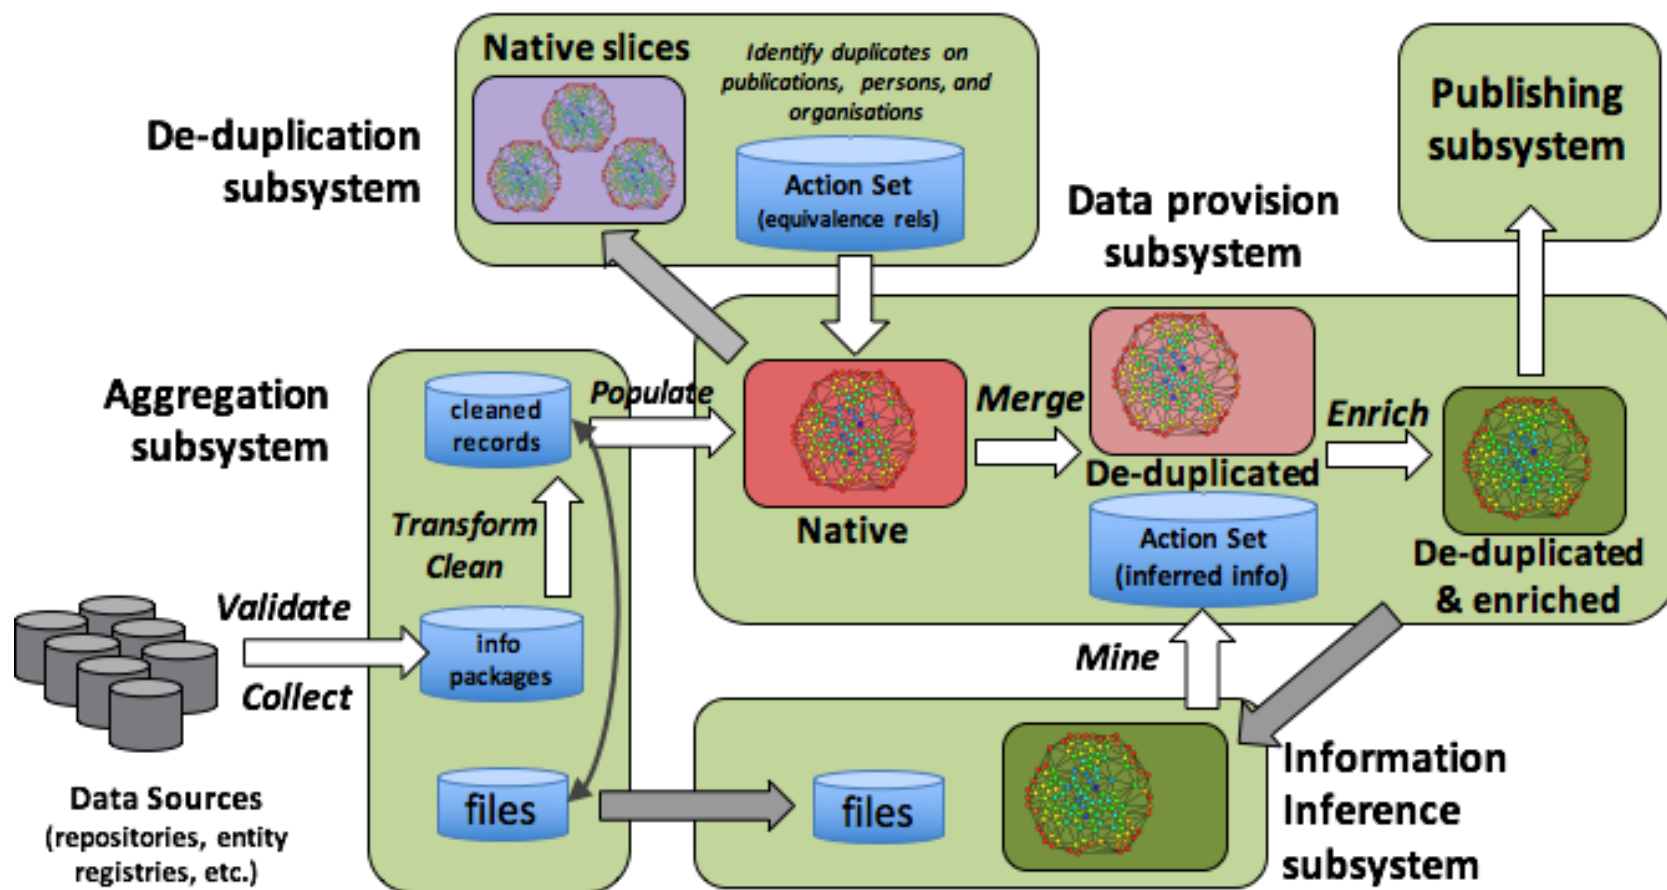 Native slices
Identify duplicates on
publications, persons, and
organisations
De-duplication
subsystem
Action Set
(equivalence rels)
Publishing
subsystem
Data provision
subsystem
Aggregation
subsystem
cleaned
records
Populate
Merge
Enrich
De-duplicated
Native
Transform
Clean
Action Set
(inferred info)
De-duplicated
& enriched
Validate
Collect
info
packages
Mine
Data Sources
(repositories, entity
registries, etc.)
files
files
Information
Inference
subsystem